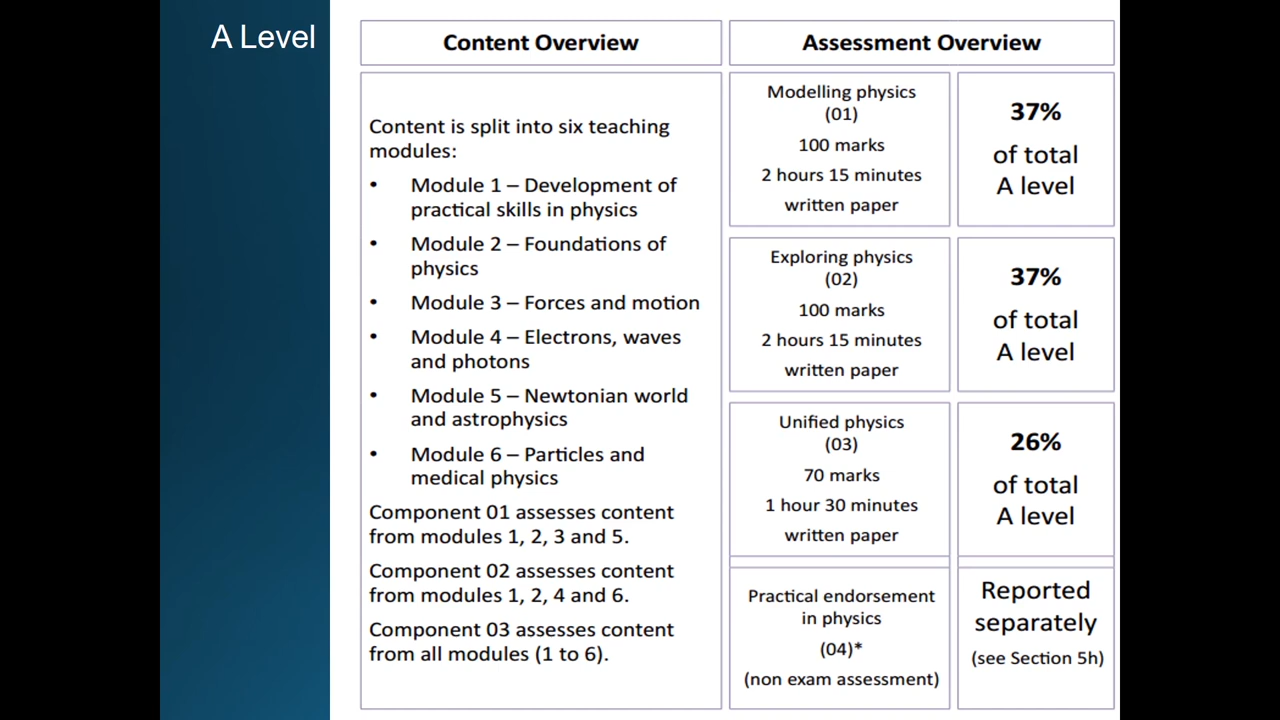 A Level
Content Overview
Content is split into six teaching
modules:
• Module 1 – Development of
practical skills in physics
• Module 2 – Foundations of
physics
• Module 3 – Forces and motion
• Module 4 – Electrons, waves
and photons
• Module 5 – Newtonian world
and astrophysics
• Module 6 – Particles and
medical physics
Component 01 assesses content
from modules 1, 2, 3 and 5.
Component 02 assesses content
from modules 1, 2, 4 and 6.
Component 03 assesses content
from all modules (1 to 6).
Assessment Overview
Modelling physics
(01)
100 marks
2 hours 15 minutes
written paper
37%
of total
A level
Exploring physics
(02)
100 marks
2 hours 15 minutes
written paper
37%
of total
A level
Unified physics
(03)
70 marks
1 hour 30 minutes
written paper
26%
of total
A level
Practical endorsement
in physics
(04)*
(non exam assessment)
Reported
separately
(see Section 5h)